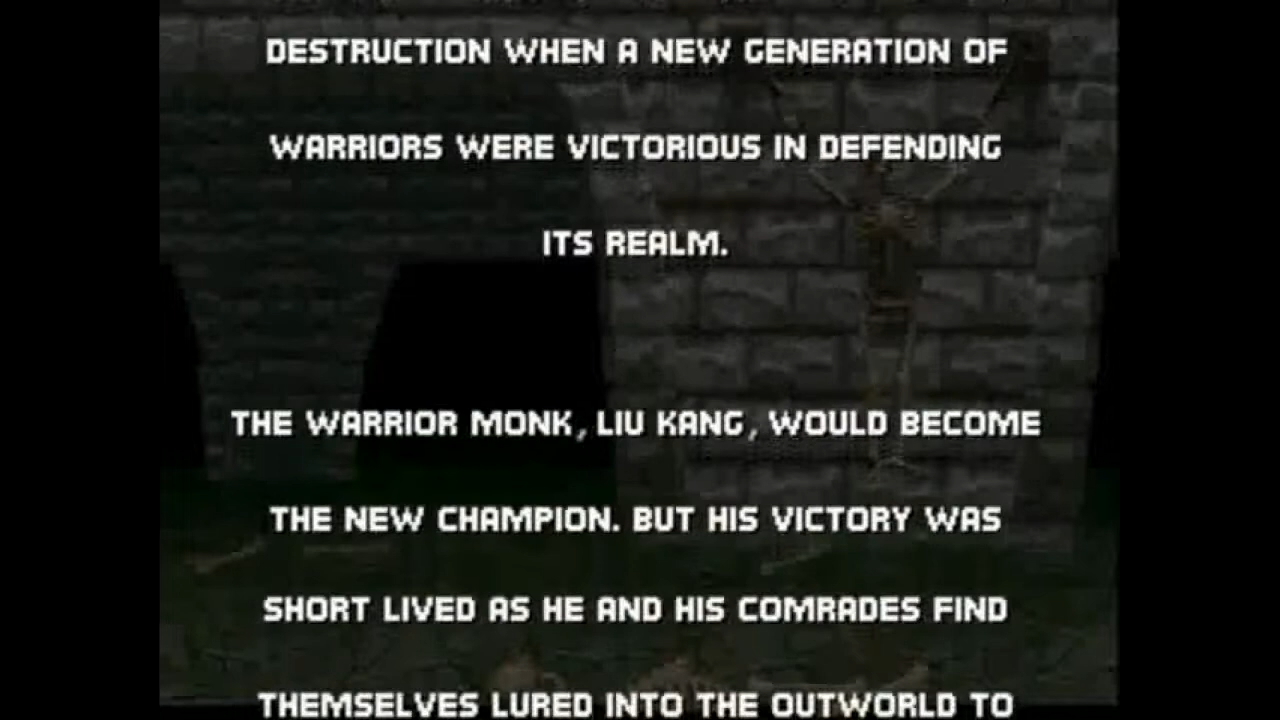 DESTRUCTION WHEN A NEW GENERATION OF
WARRIORS WERE VICTORIOUS IN DEFENDING
ITS REALM.
THE WARRIOR MONK, LIU KANG, WOULD BECOME
THE NEW CHAMPION. BUT HIS VICTORY WAS
SHORT LIVED AS HE AND HIS COMRADES FIND
THEMSELVES LURED INTO THE OUTWORLD TO